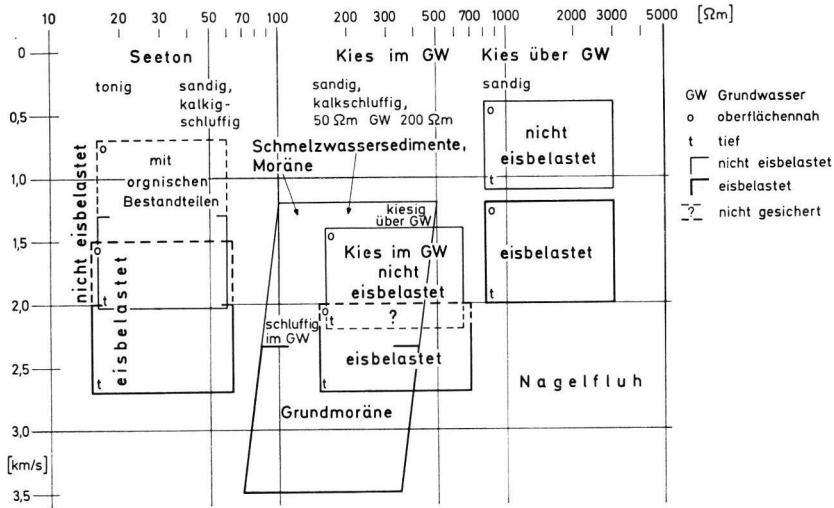 10 20 50 100 200 300 500 700 1000 2000 3000 5000 [Ωm]
0
0,5
1,0
1,5
2,0
2,5
3,0
[km/s]
3,5
Seeton
tonig
sandig,
kalkig-
schluffig
Kies im GW
sandig,
kalkschluffig,
50 Ωm GW 200 Ωm
Kies über GW
sandig
nicht eisbelastet
o
mit
orgnischen
Bestandteilen
o
t
eisbelastet
t
Schmelzwassersedimente,
Moräne
kiesig
über GW
o
Kies im GW
nicht
eisbelastet
o
t
?
schluffig
im GW
eisbelastet
t
Grundmoräne
o
nicht
eisbelastet
t
o
eisbelastet
t
Nagelfluh
GW Grundwasser
o oberflächennah
t tief
nicht eisbelastet
eisbelastet
? nicht gesichert